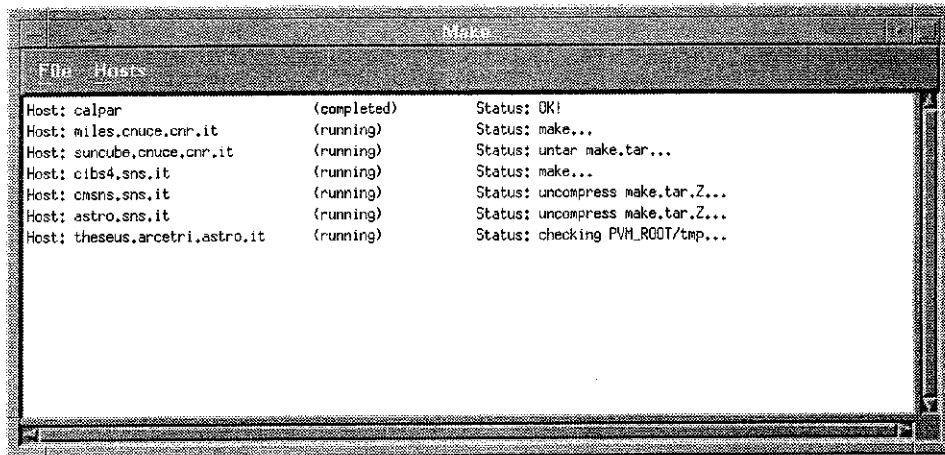 Make
File Hosts
Host: calpar (completed) Status: OK!
Host: miles.cnuce.cnr.it (running) Status: make...
Host: suncube.cnuce.cnr.it (running) Status: untar make.tar...
Host: cibs4.sns.it (running) Status: make...
Host: cmsns.sns.it (running) Status: uncompress make.tar.Z...
Host: astro.sns.it (running) Status: uncompress make.tar.Z...
Host: theseus.arcetri.astro.it (running) Status: checking PVM_ROOT/tmp...